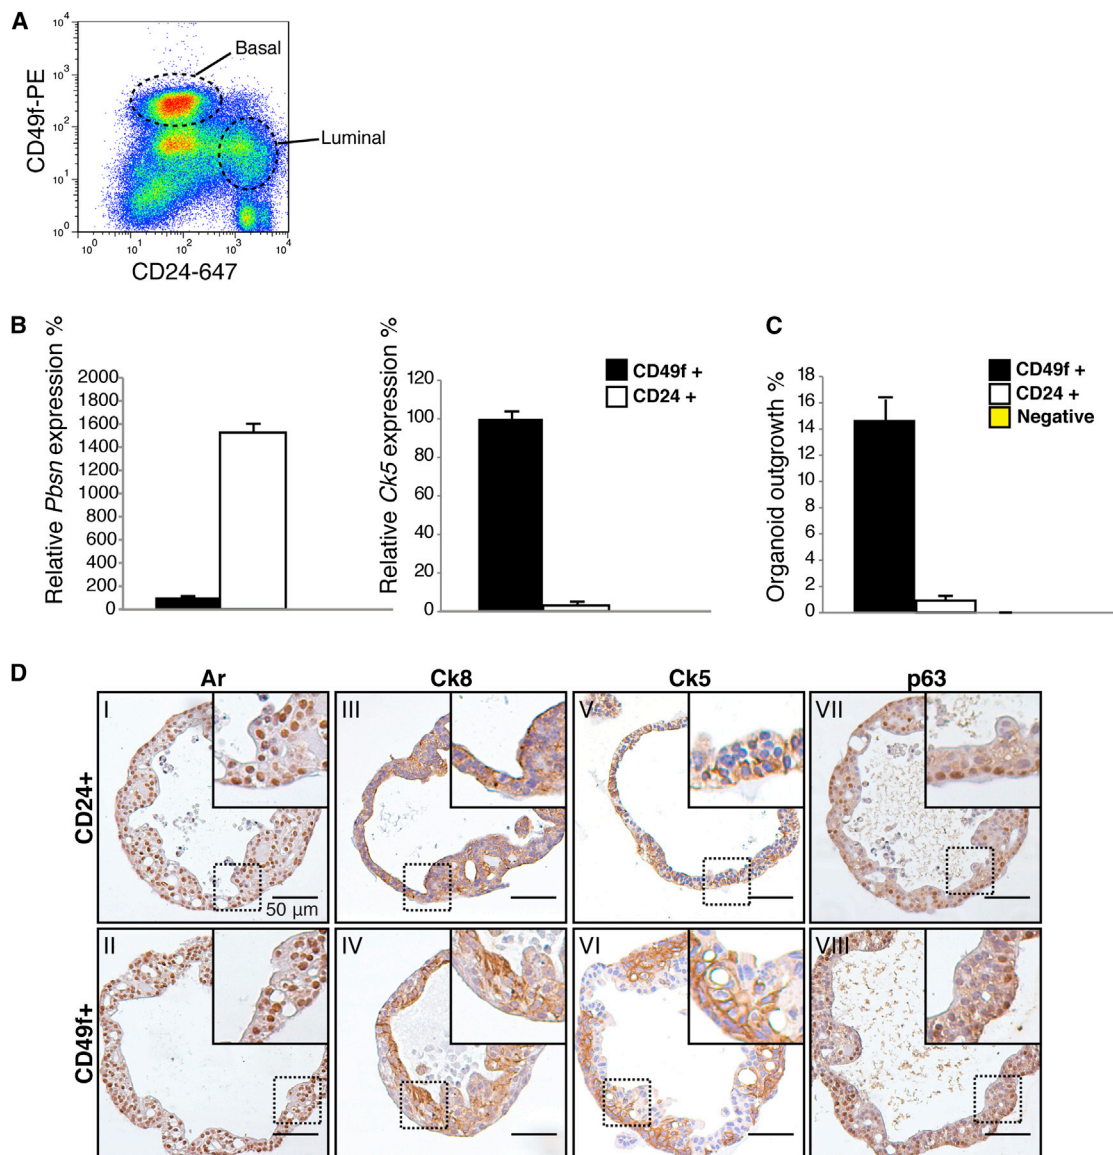 A
CD49f-PE
10^4
10^3
10^2
10^1
10^0
Basal
Luminal
10^0 10^1 10^2 10^3 10^4
CD24-647
B
Relative Pbsn expression %
2000
1800
1600
1400
1200
1000
800
600
400
200
0
Relative Ck5 expression %
120
100
80
60
40
20
0
CD49f +
CD24 +
C
Organoid outgrowth %
18
16
14
12
10
8
6
4
2
0
CD49f +
CD24 +
Negative
D
Ar Ck8 Ck5 p63
CD24+
I III V VII
50 µm
CD49f+
II IV VI VIII